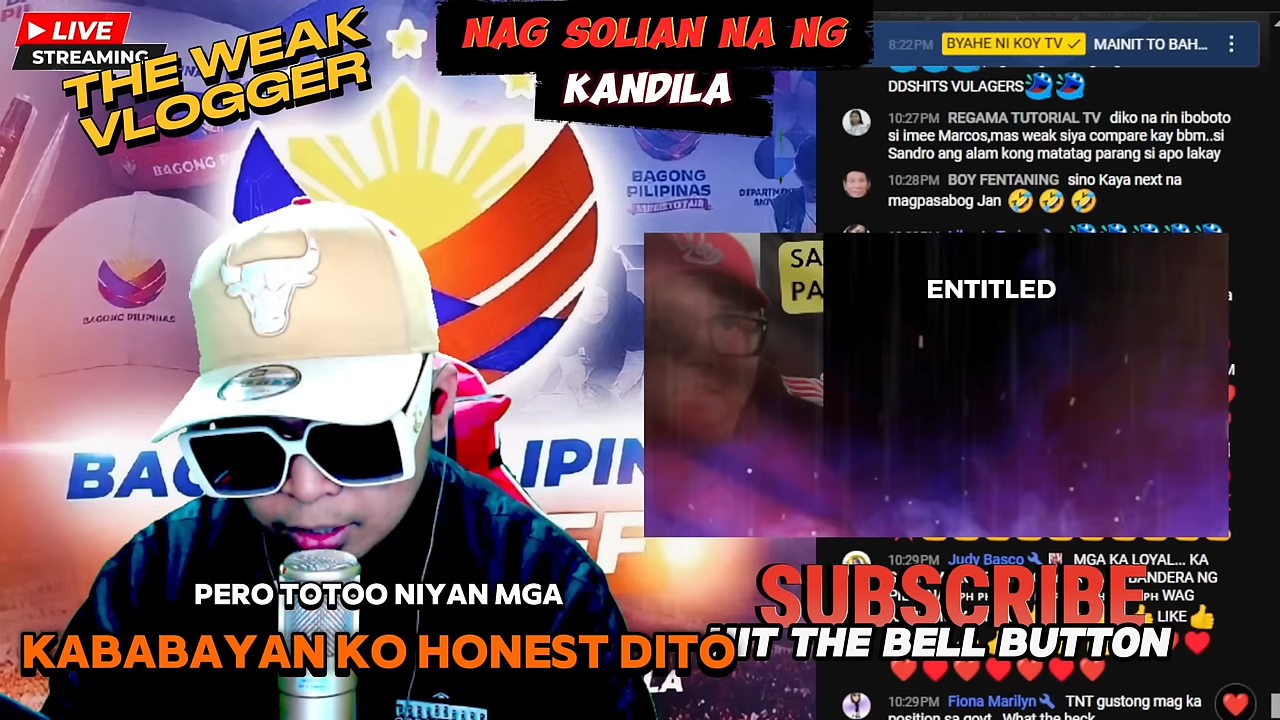 LIVE
STREAMING
THE WEAK
VLOGGER
NAG SOLIAN NA NG
KANDILA
8:22PM BYAHE NI KOY TV MAINIT TO BAH...
DDSHITS VULAGERS
10:27PM REGAMA TUTORIAL TV diko na rin iboboto
si imee Marcos,mas weak siya compare kay bbm..si
Sandro ang alam kong matatag parang si apo lakay
10:28PM BOY FENTANING sino Kaya next na
magpasabog Jan
BAGONG
BAGONG
PILIPINAS
BAGONG PILIPINAS
SA
PA
ENTITLED
10:29PM Judy Basco MGA KA LOYAL... KA
BANDERA NG
WAG
LIKE
PERO TOTOO NIYAN MGA
KABABAYAN KO HONEST DITO
SUBSCRIBE
HIT THE BELL BUTTON
10:29PM Fiona Marilyn TNT gustong mag ka
position sa govt What the heck